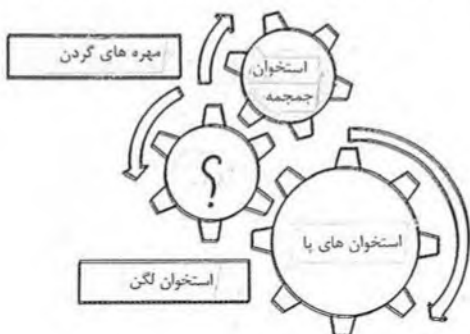 مهره های گردن
استخوان
جمجمه
؟
استخوان های پا
استخوان لگن